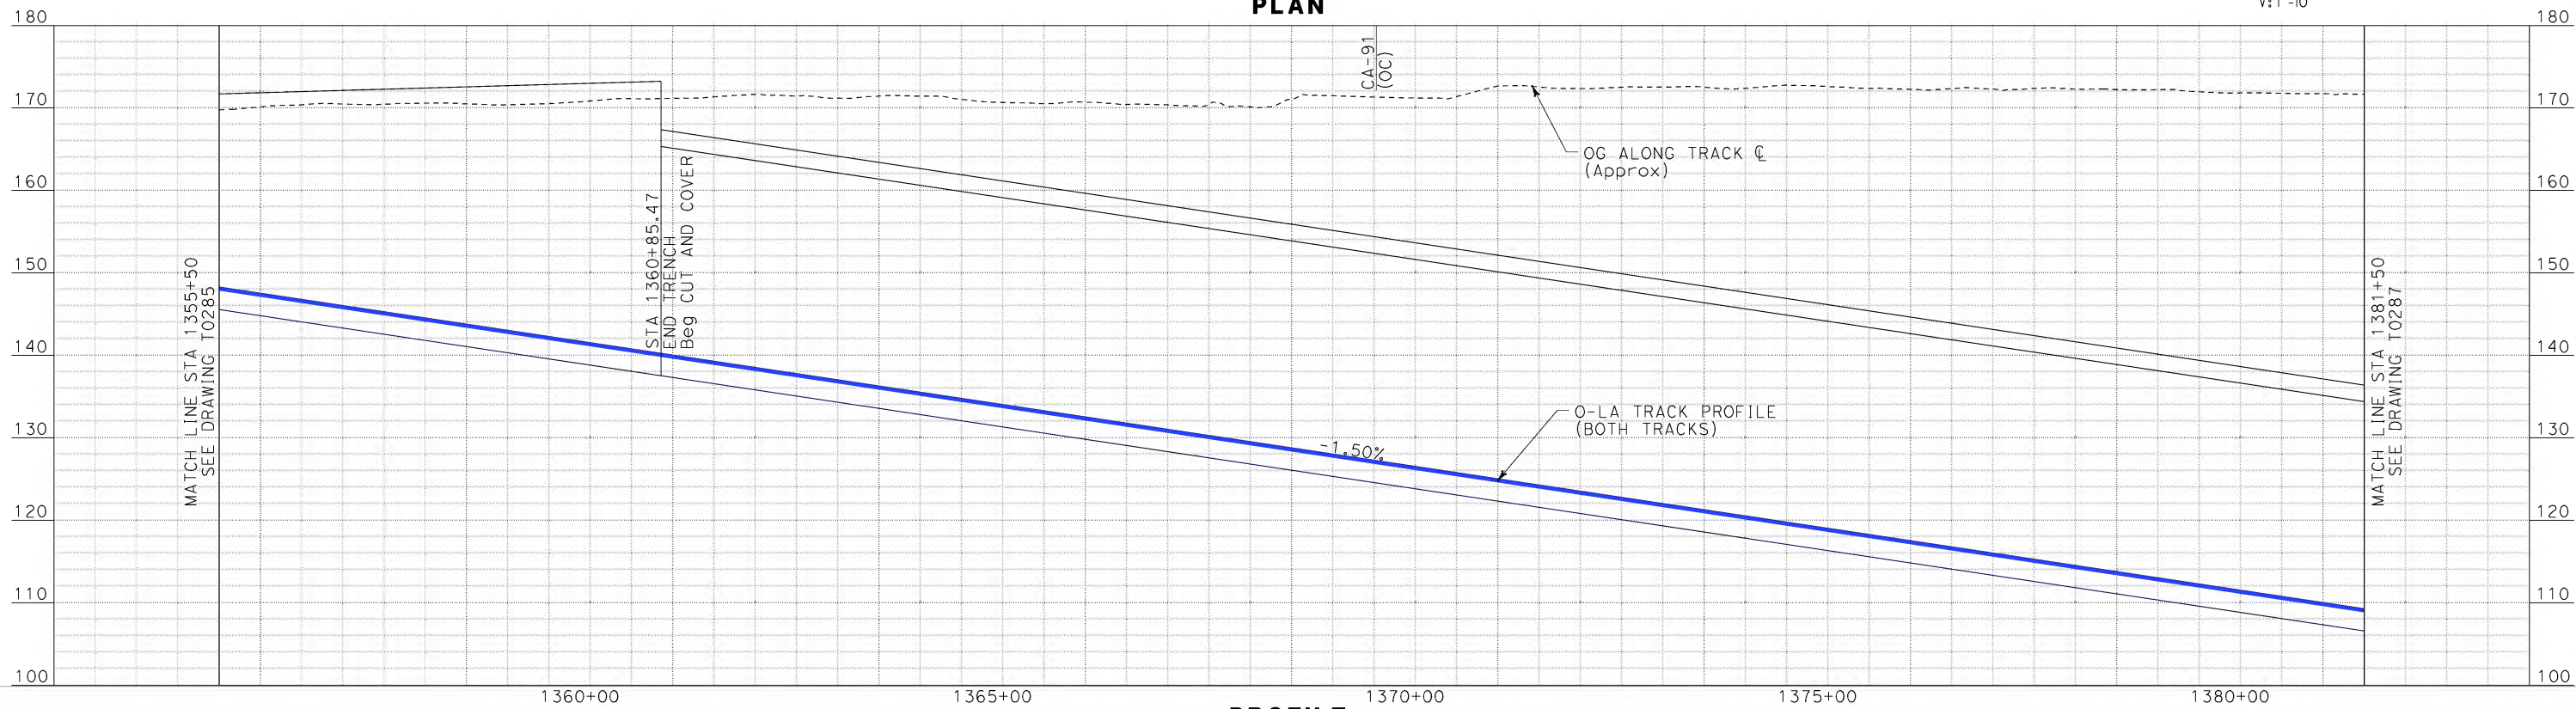 PLAN
180
180
170
170
160
160
150
150
140
140
130
130
120
120
110
110
100
100
CA-91
(OC)
OG ALONG TRACK ℄
(Approx)
STA 1360+85.47
END TRENCH
Beg CUT AND COVER
MATCH LINE STA 1355+50
SEE DRAWING T0285
MATCH LINE STA 1381+50
SEE DRAWING T0287
O-LA TRACK PROFILE
(BOTH TRACKS)
-1.50%
1360+00
1365+00
1370+00
1375+00
1380+00